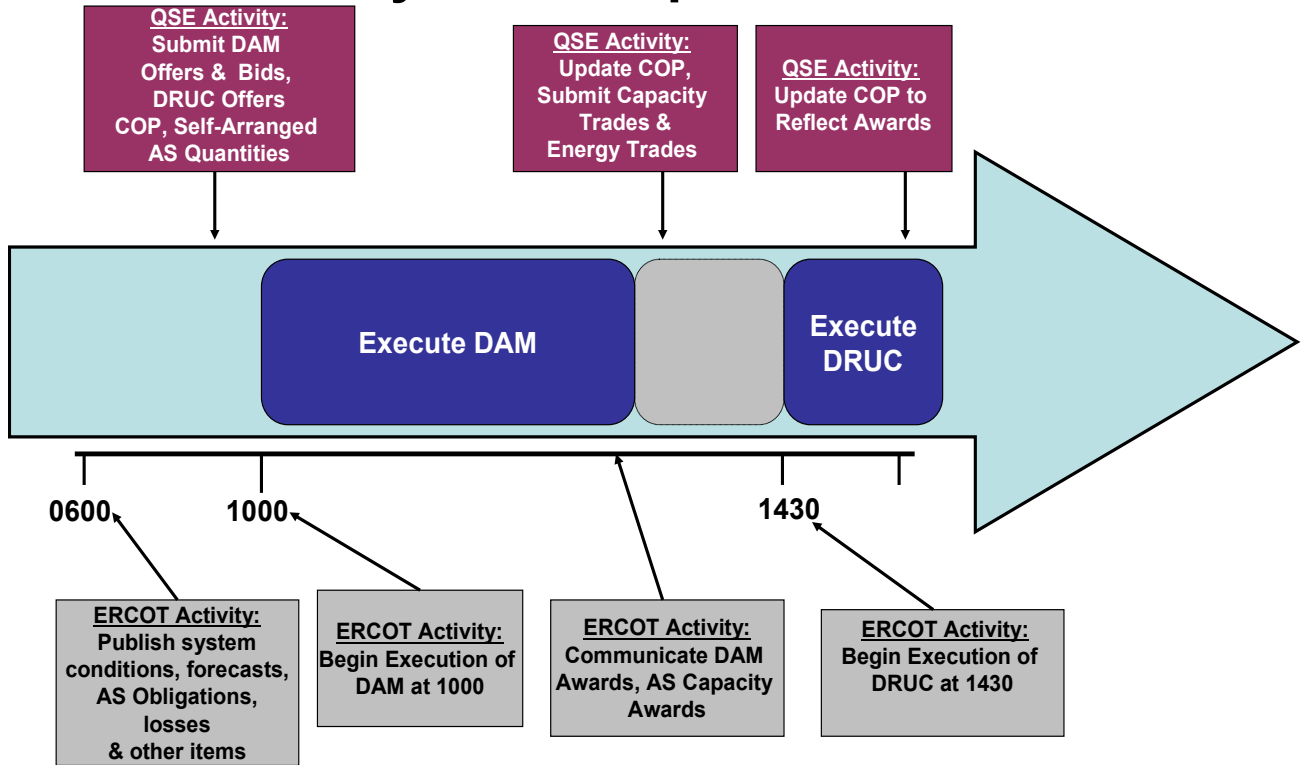 QSE Activity:
Submit DAM
Offers & Bids,
DRUC Offers
COP, Self-Arranged
AS Quantities
QSE Activity:
Update COP,
Submit Capacity
Trades &
Energy Trades
QSE Activity:
Update COP to
Reflect Awards
Execute DAM
Execute
DRUC
0600
1000
1430
ERCOT Activity:
Publish system
conditions, forecasts,
AS Obligations,
losses
& other items
ERCOT Activity:
Begin Execution of
DAM at 1000
ERCOT Activity:
Communicate DAM
Awards, AS Capacity
Awards
ERCOT Activity:
Begin Execution of
DRUC at 1430